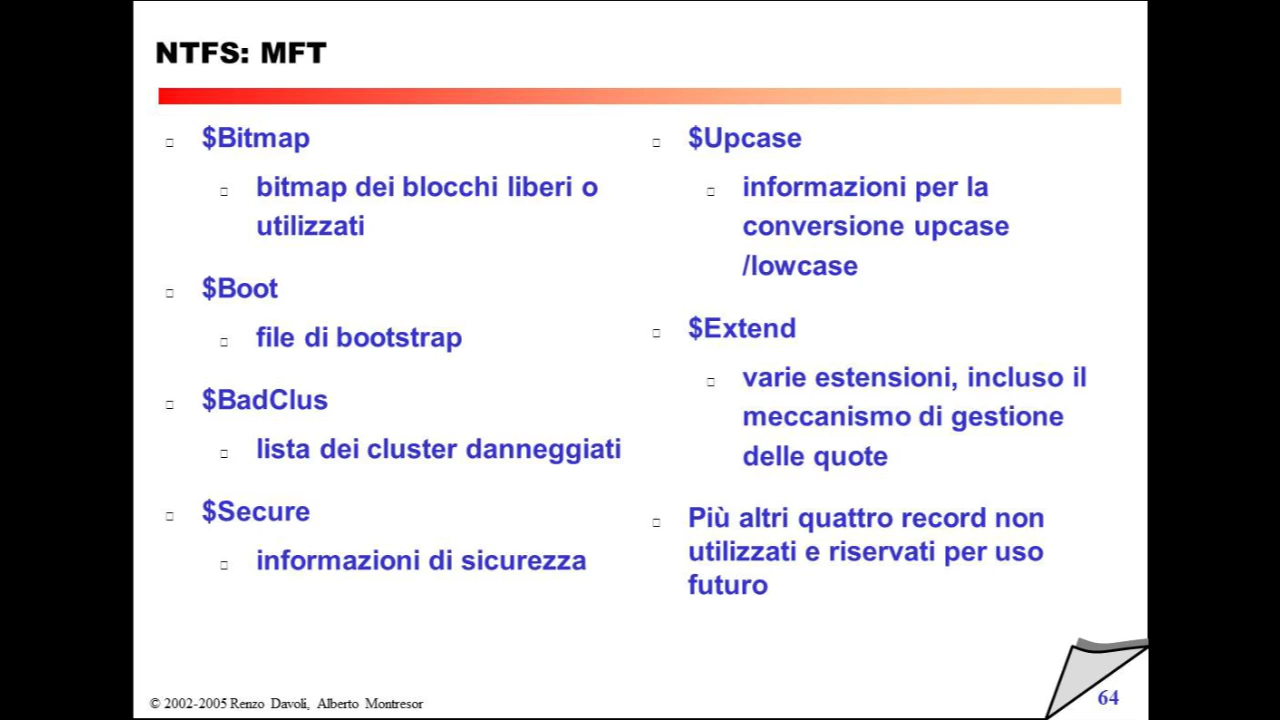 NTFS: MFT
$Bitmap
bitmap dei blocchi liberi o
utilizzati
$Boot
file di bootstrap
$BadClus
lista dei cluster danneggiati
$Secure
informazioni di sicurezza
$Upcase
informazioni per la
conversione upcase
/lowcase
$Extend
varie estensioni, incluso il
meccanismo di gestione
delle quote
Più altri quattro record non
utilizzati e riservati per uso
futuro
© 2002-2005 Renzo Davoli, Alberto Montresor
64